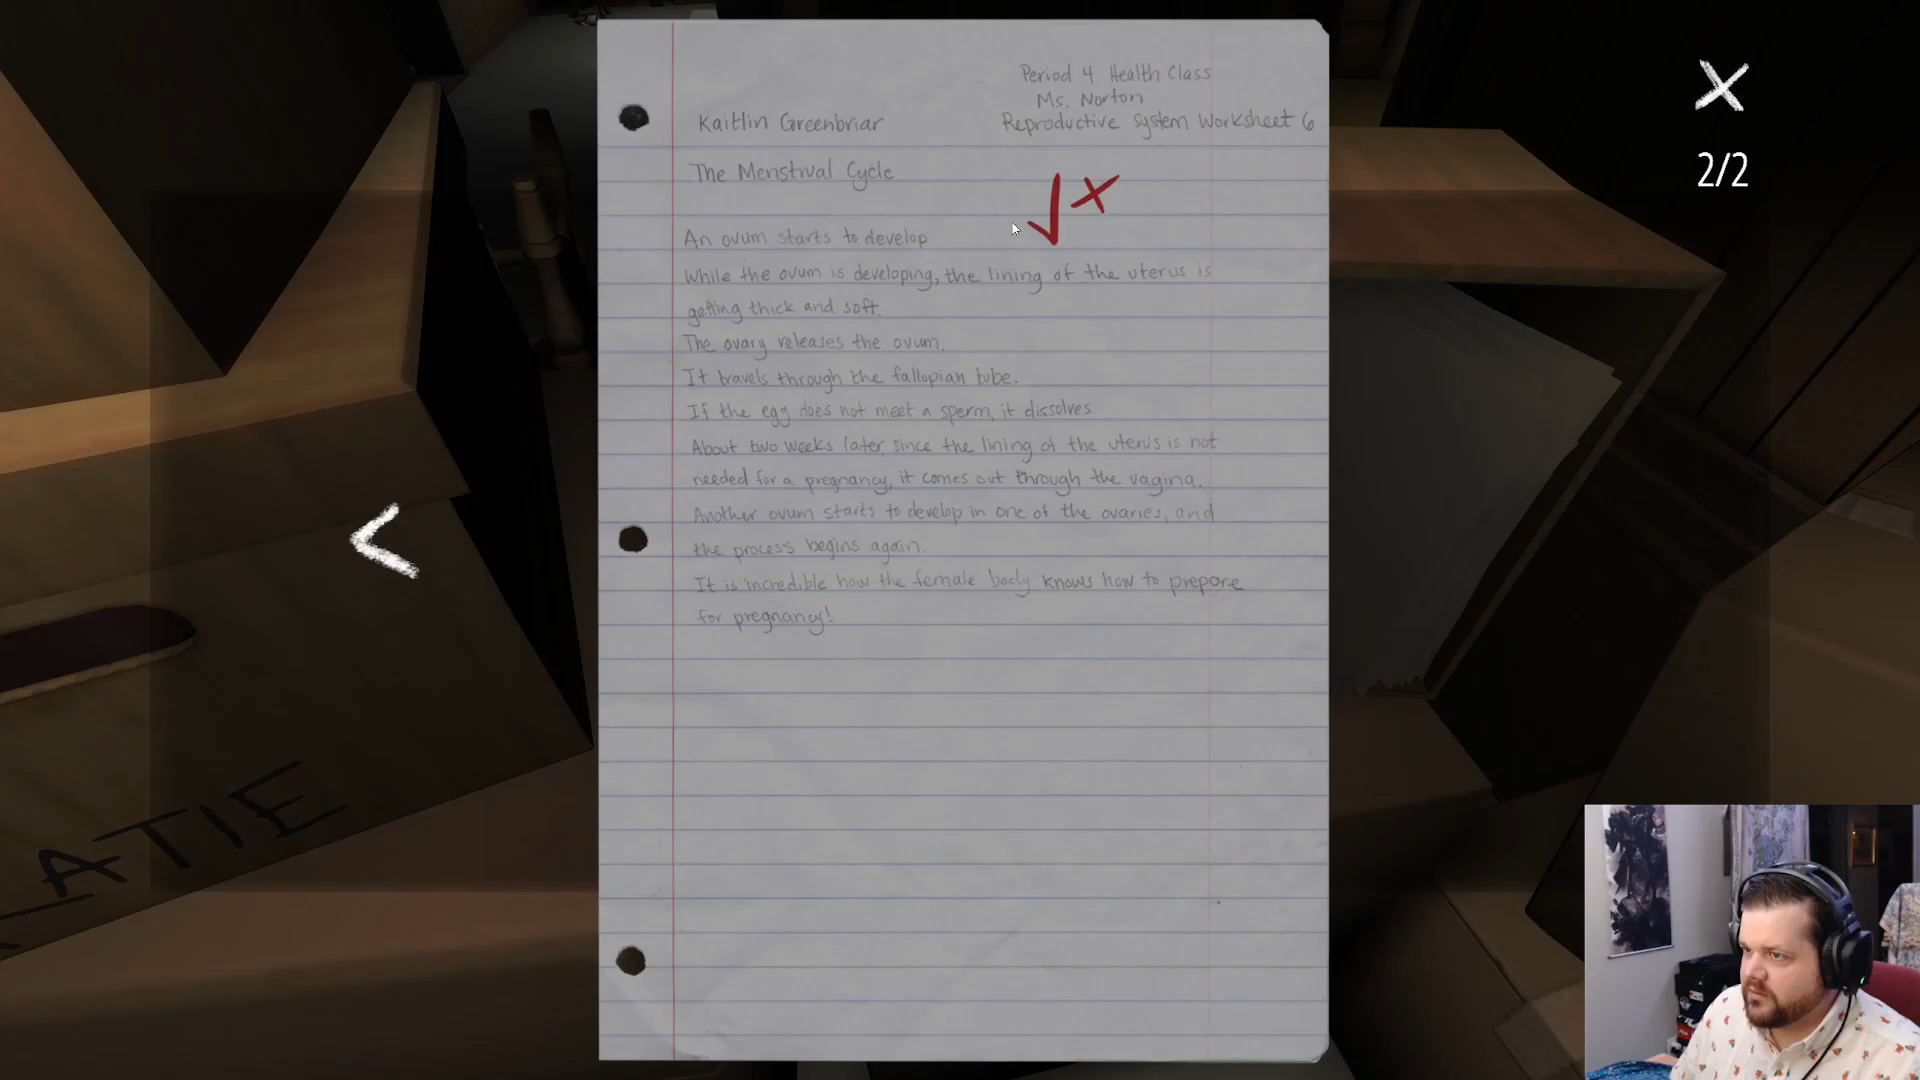 Period 4 Health Class
Ms. Norton
Kaitlin Greenbriar
Reproductive System Worksheet 6
The Menstrual Cycle
An ovum starts to develop
While the ovum is developing, the lining of the uterus is
getting thick and soft.
The ovary releases the ovum.
It travels through the fallopian tube.
If the egg does not meet a sperm, it dissolves.
About two weeks later, since the lining of the uterus is not
needed for a pregnancy, it comes out through the vagina.
Another ovum starts to develop in one of the ovaries, and
the process begins again.
It is incredible how the female body knows how to prepare
for pregnancy!
2/2
KATIE